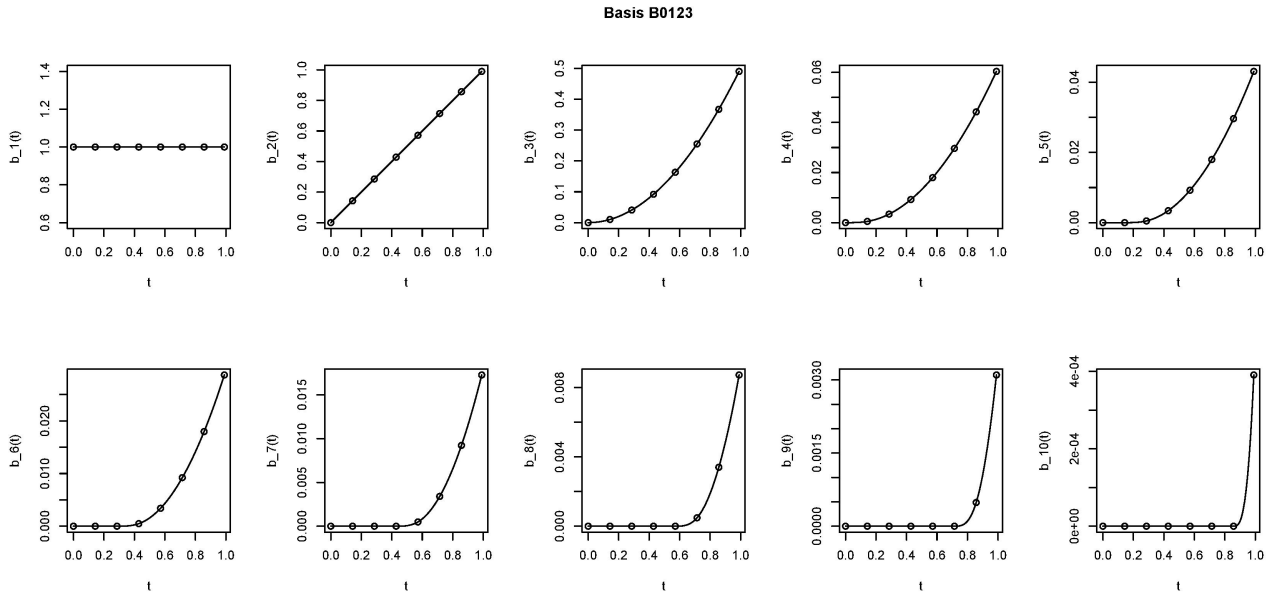 Basis B0123
b_1(t)
0.6 0.8 1.0 1.2 1.4
0.0 0.2 0.4 0.6 0.8 1.0
t
b_2(t)
0.0 0.2 0.4 0.6 0.8 1.0
0.0 0.2 0.4 0.6 0.8 1.0
t
b_3(t)
0.0 0.1 0.2 0.3 0.4 0.5
0.0 0.2 0.4 0.6 0.8 1.0
t
b_4(t)
0.00 0.02 0.04 0.06
0.0 0.2 0.4 0.6 0.8 1.0
t
b_5(t)
0.00 0.02 0.04
0.0 0.2 0.4 0.6 0.8 1.0
t
b_6(t)
0.000 0.010 0.020
0.0 0.2 0.4 0.6 0.8 1.0
t
b_7(t)
0.000 0.005 0.010 0.015
0.0 0.2 0.4 0.6 0.8 1.0
t
b_8(t)
0.000 0.004 0.008
0.0 0.2 0.4 0.6 0.8 1.0
t
b_9(t)
0.0000 0.0015 0.0030
0.0 0.2 0.4 0.6 0.8 1.0
t
b_10(t)
0e+00 2e-04 4e-04
0.0 0.2 0.4 0.6 0.8 1.0
t